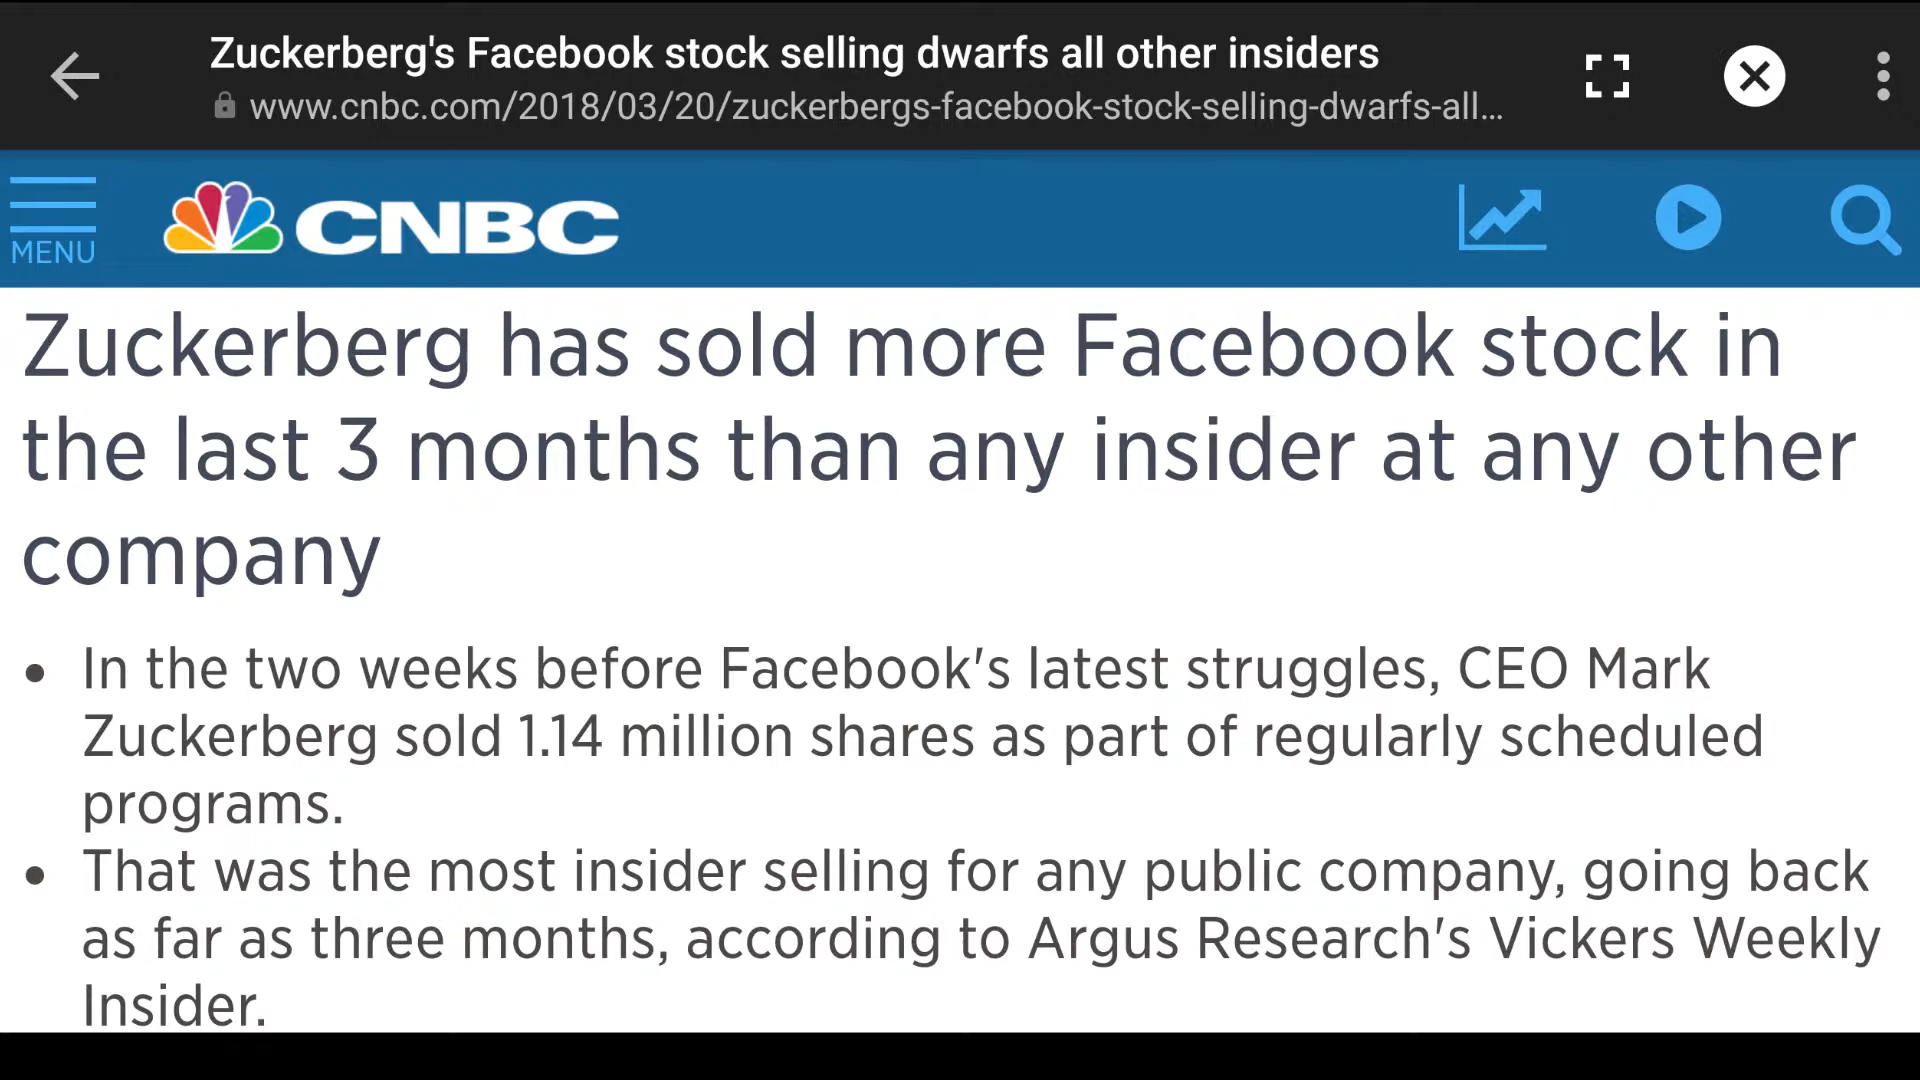 Zuckerberg's Facebook stock selling dwarfs all other insiders
www.cnbc.com/2018/03/20/zuckerbergs-facebook-stock-selling-dwarfs-all...
MENU
CNBC
Zuckerberg has sold more Facebook stock in
the last 3 months than any insider at any other
company
• In the two weeks before Facebook's latest struggles, CEO Mark
Zuckerberg sold 1.14 million shares as part of regularly scheduled
programs.
• That was the most insider selling for any public company, going back
as far as three months, according to Argus Research's Vickers Weekly
Insider.